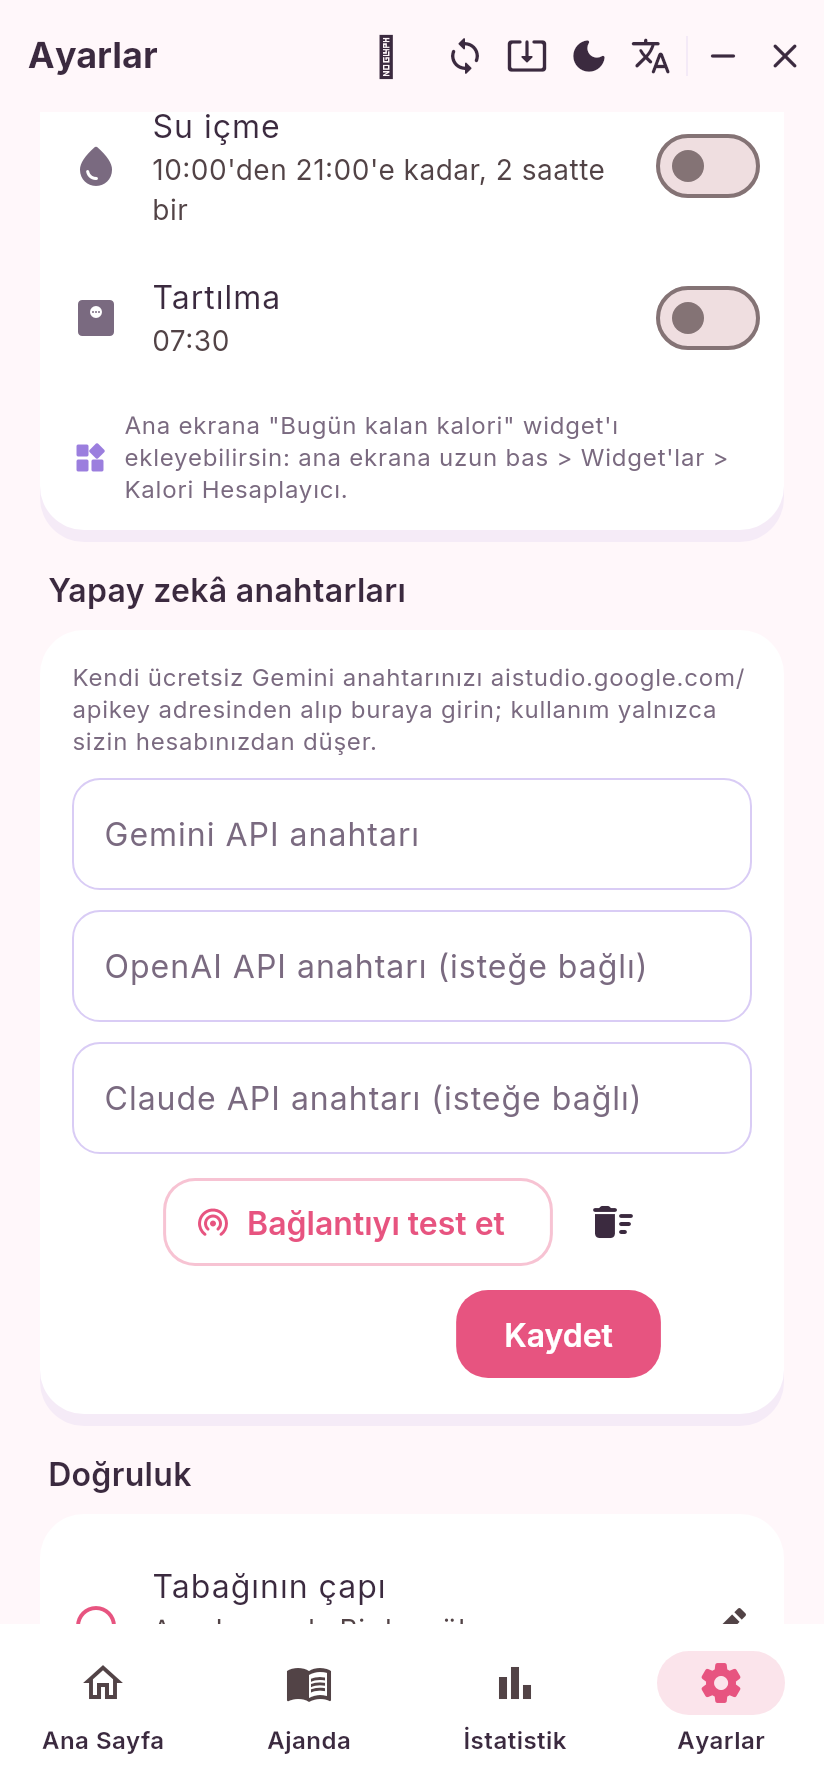 Ayarlar
Su içme
10:00'den 21:00'e kadar, 2 saatte
bir
Tartılma
07:30
Ana ekrana "Bugün kalan kalori" widget'ı
ekleyebilirsin: ana ekrana uzun bas > Widget'lar >
Kalori Hesaplayıcı.
Yapay zekâ anahtarları
Kendi ücretsiz Gemini anahtarınızı aistudio.google.com/
apikey adresinden alıp buraya girin; kullanım yalnızca
sizin hesabınızdan düşer.
Gemini API anahtarı
OpenAI API anahtarı (isteğe bağlı)
Claude API anahtarı (isteğe bağlı)
Bağlantıyı test et
Kaydet
Doğruluk
Tabağının çapı
Ana Sayfa
Ajanda
İstatistik
Ayarlar